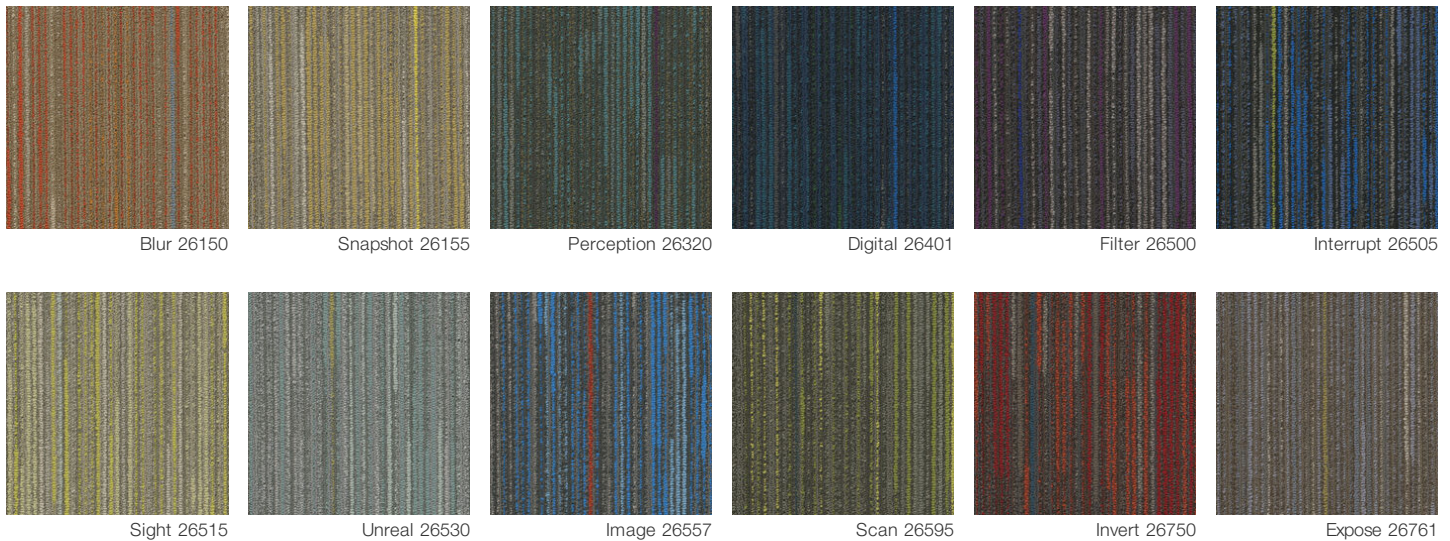 Blur 26150
Snapshot 26155
Perception 26320
Digital 26401
Filter 26500
Interrupt 26505
Sight 26515
Unreal 26530
Image 26557
Scan 26595
Invert 26750
Expose 26761